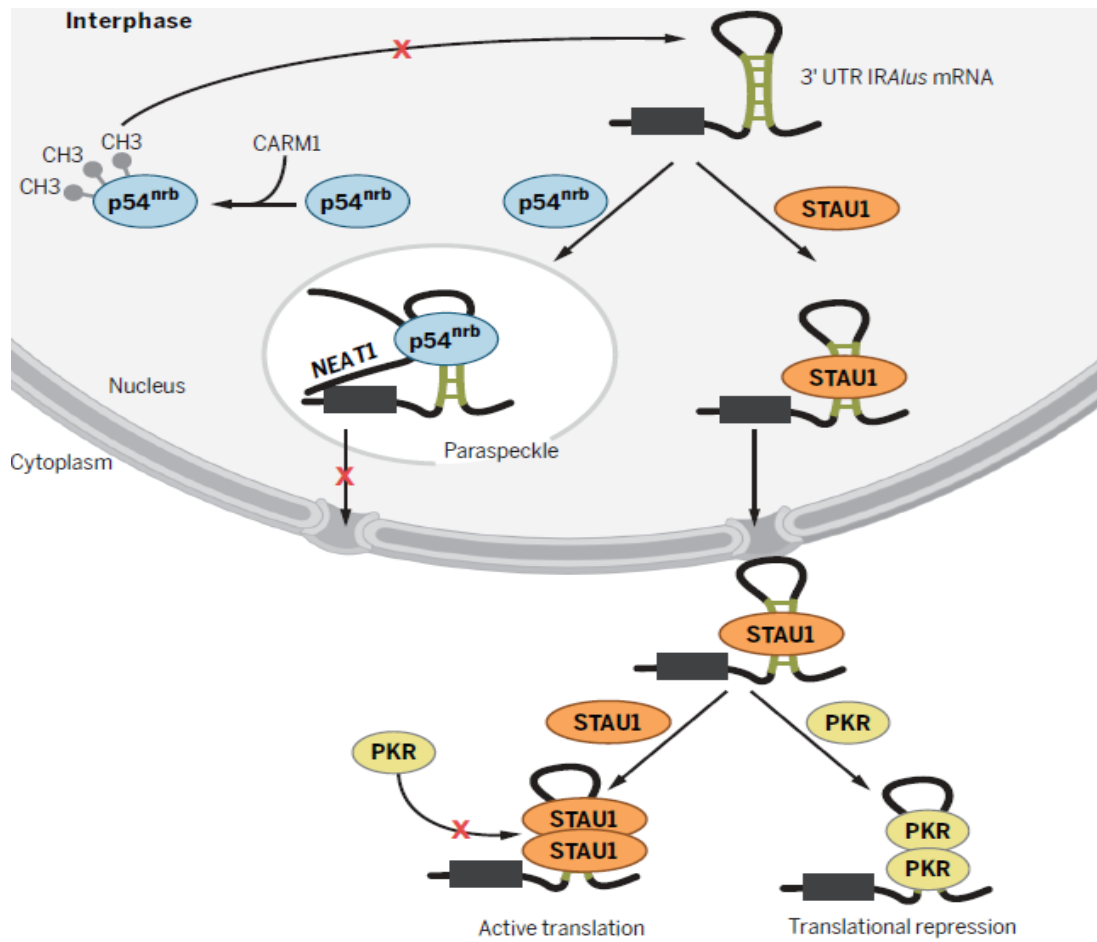 Interphase
3' UTR IRAlus mRNA
CH3
CH3
CH3
CARM1
p54nrb
p54nrb
p54nrb
STAU1
p54nrb
NEAT1
STAU1
Nucleus
Paraspeckle
Cytoplasm
STAU1
STAU1
PKR
PKR
STAU1
STAU1
PKR
PKR
Active translation
Translational repression